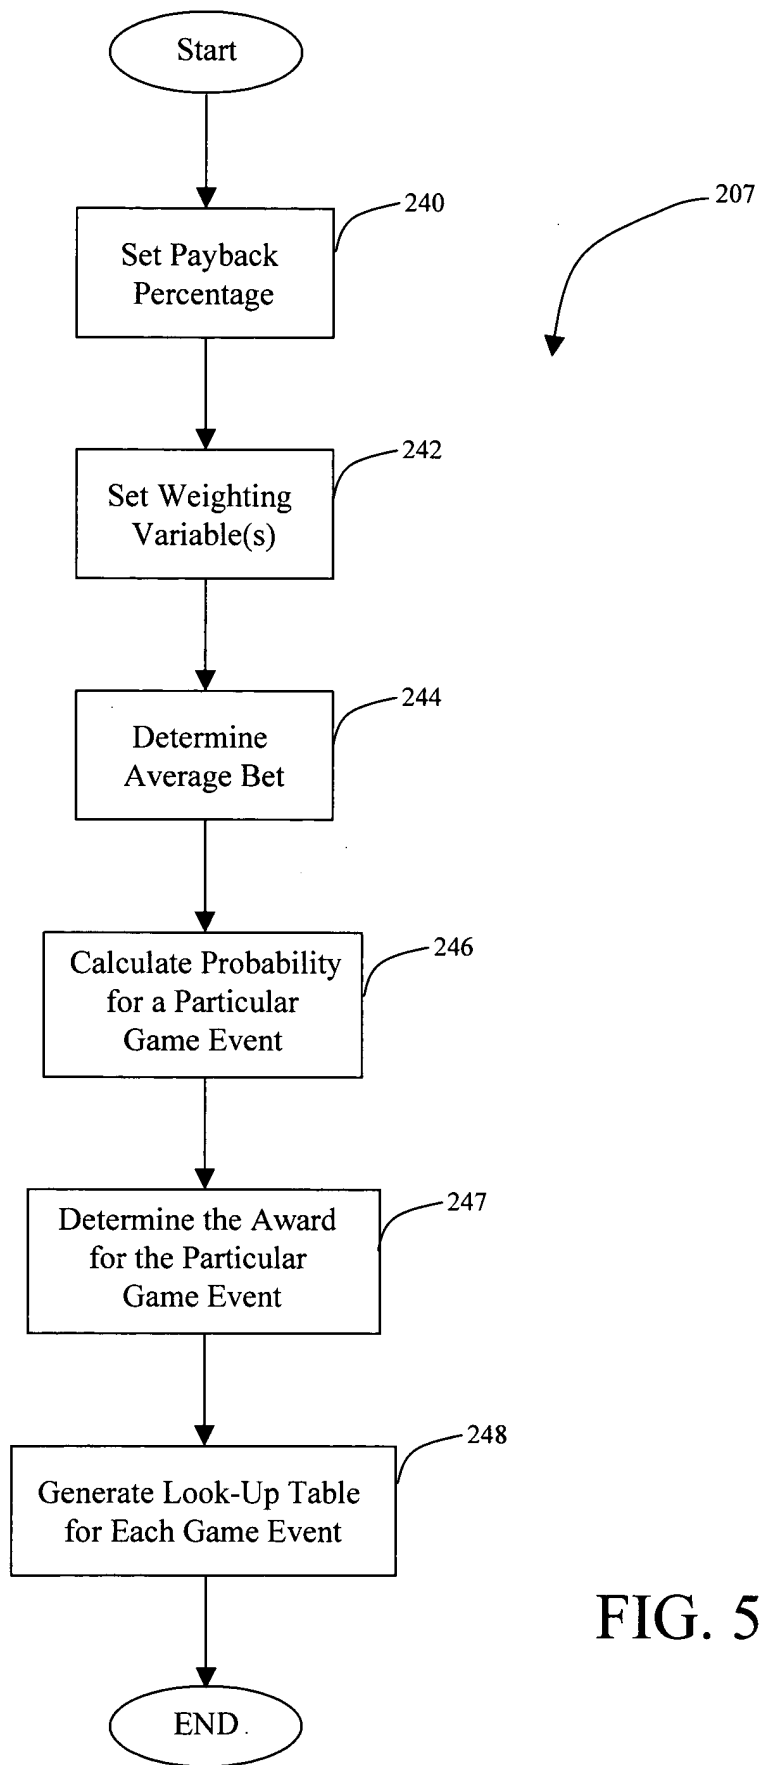 Start
240
207
Set Payback
Percentage
242
Set Weighting
Variable(s)
244
Determine
Average Bet
246
Calculate Probability
for a Particular
Game Event
247
Determine the Award
for the Particular
Game Event
248
Generate Look-Up Table
for Each Game Event
FIG. 5
END